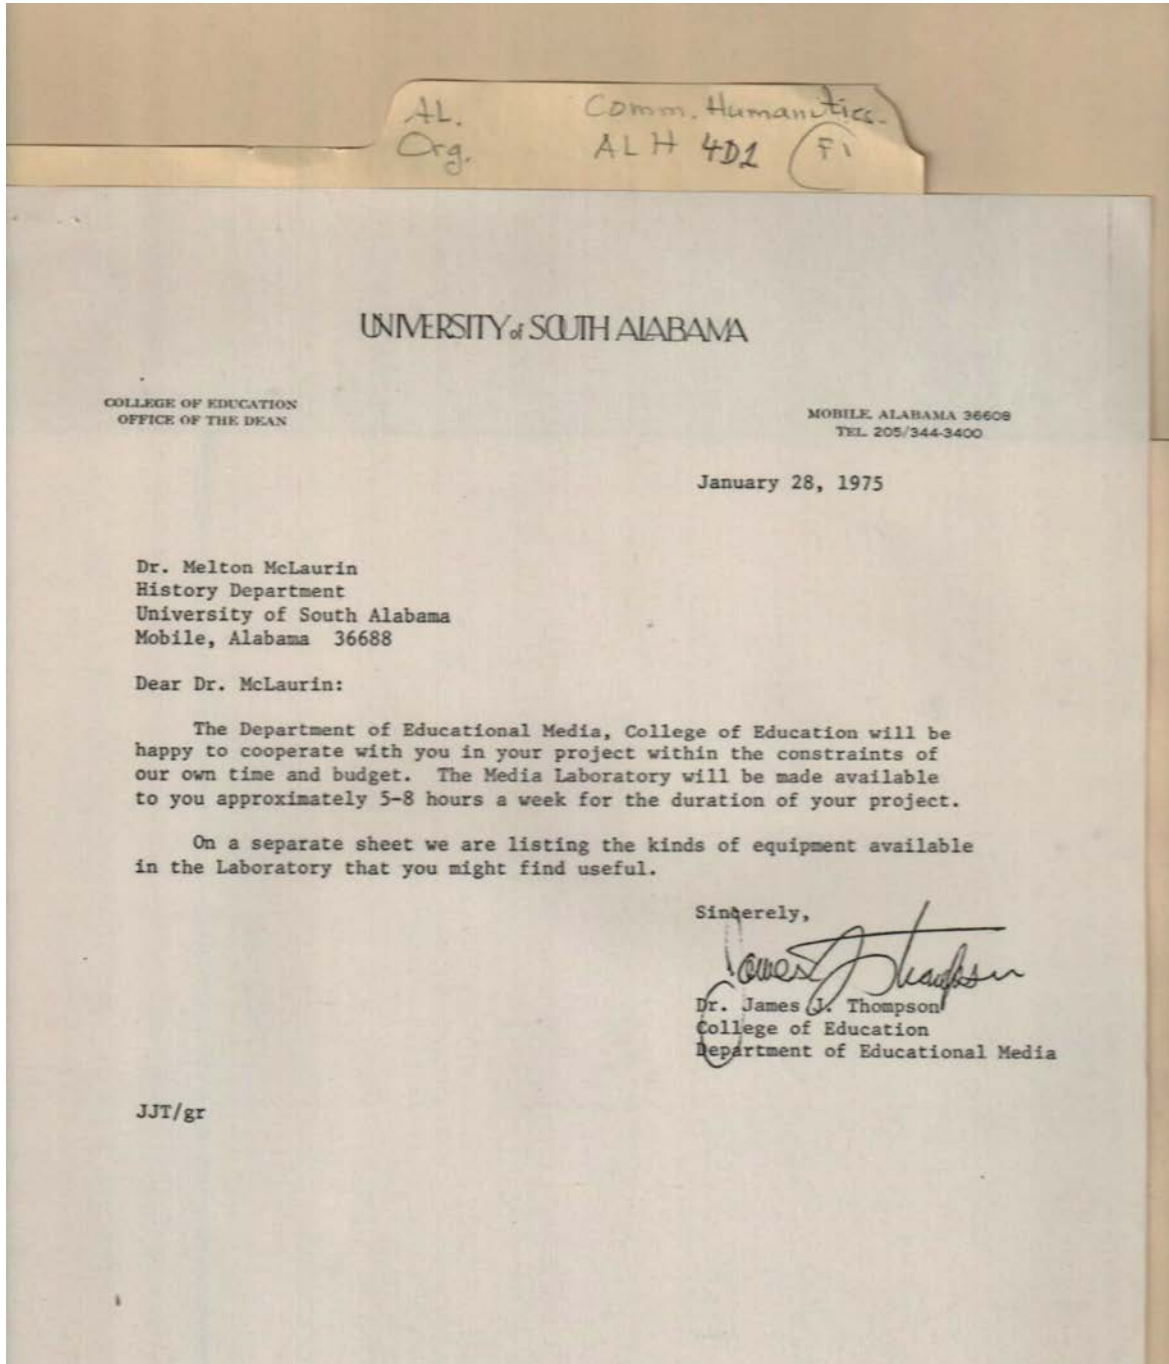 AL. Comm. Humanities.
Org. ALH 4D1 F1
UNIVERSITY of SOUTH ALABAMA
COLLEGE OF EDUCATION
OFFICE OF THE DEAN
MOBILE, ALABAMA 36608
TEL. 205/344-3400
January 28, 1975
Dr. Melton McLaurin
History Department
University of South Alabama
Mobile, Alabama  36688
Dear Dr. McLaurin:
The Department of Educational Media, College of Education will be
happy to cooperate with you in your project within the constraints of
our own time and budget.  The Media Laboratory will be made available
to you approximately 5-8 hours a week for the duration of your project.
On a separate sheet we are listing the kinds of equipment available
in the Laboratory that you might find useful.
Sincerely,
James J. Thompson
Dr. James J. Thompson
College of Education
Department of Educational Media
JJT/gr